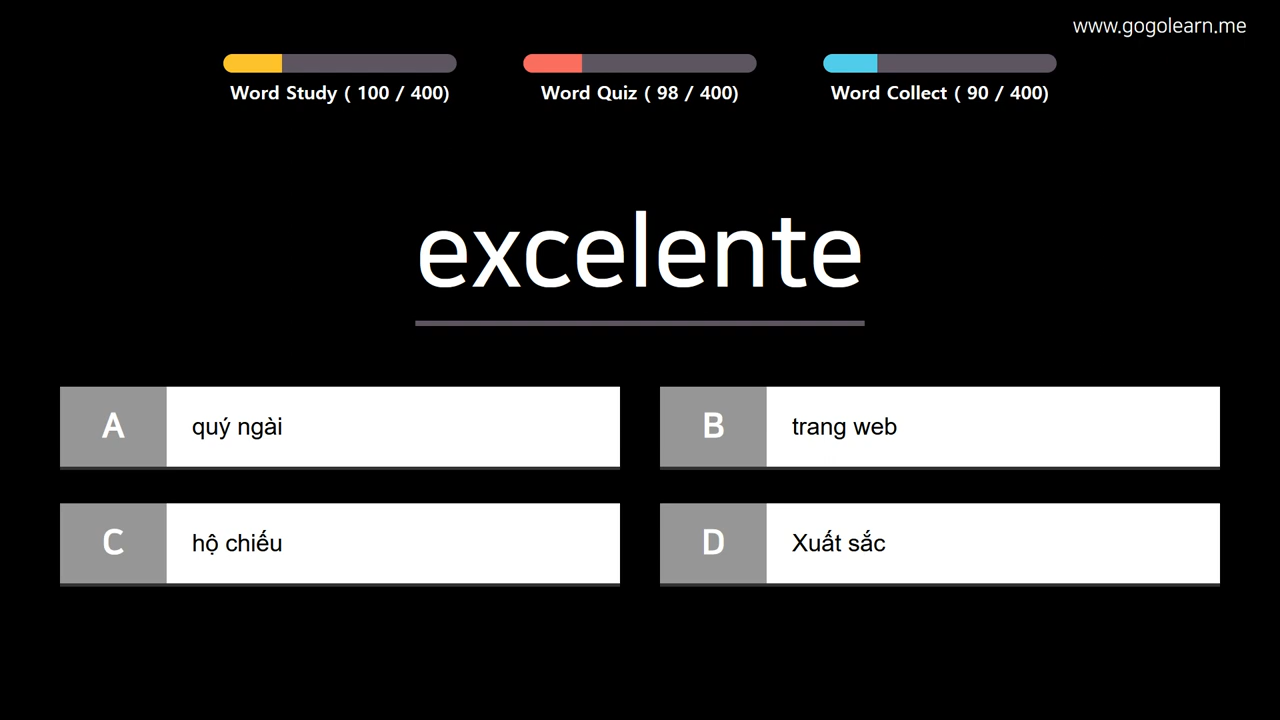 www.gogolearn.me
Word Study ( 100 / 400)
Word Quiz ( 98 / 400)
Word Collect ( 90 / 400)
excelente
A
quý ngài
B
trang web
C
hộ chiếu
D
Xuất sắc